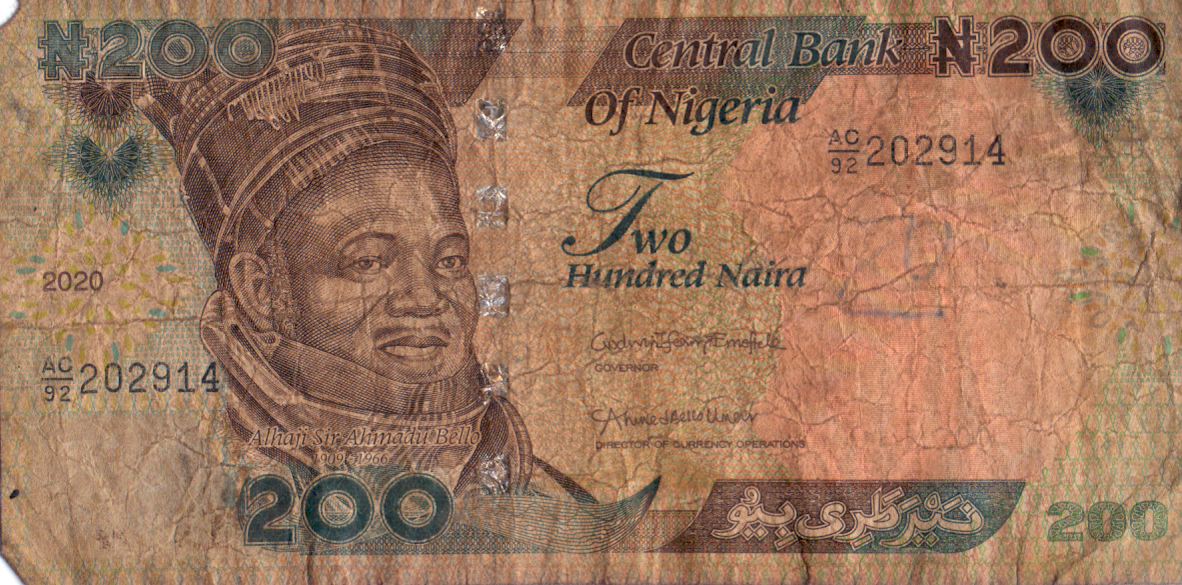 ₦200
Central Bank
Of Nigeria
₦200
AC/92 202914
Two
Hundred Naira
2020
Godwin Ifeanyi Emefiele
GOVERNOR
AC/92 202914
Ahmed Bello Umar
DIRECTOR OF CURRENCY OPERATIONS
Alhaji Sir Ahmadu Bello
1909 - 1966
200
نَيْرَ طَرِى بِيُو
200